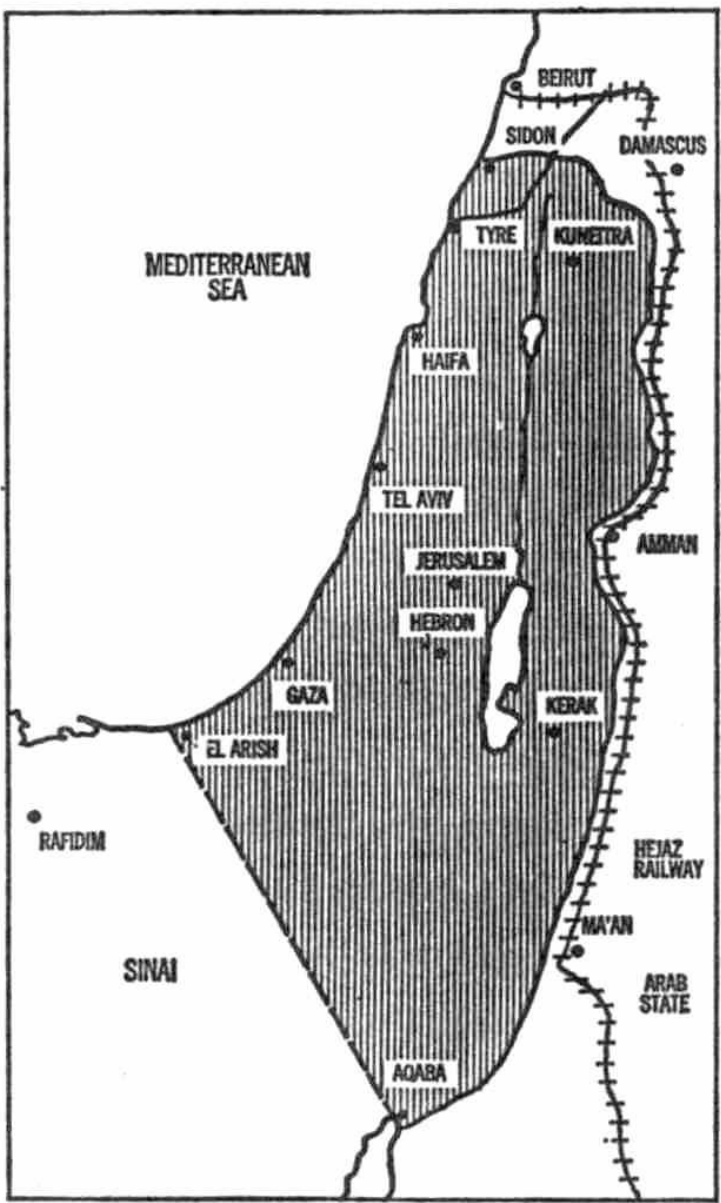 BEIRUT
SIDON
DAMASCUS
TYRE
KUNEITRA
MEDITERRANEAN
SEA
HAIFA
TEL AVIV
AMMAN
JERUSALEM
HEBRON
GAZA
KERAK
EL ARISH
RAFIDIM
HEJAZ
RAILWAY
MA'AN
SINAI
ARAB
STATE
AQABA